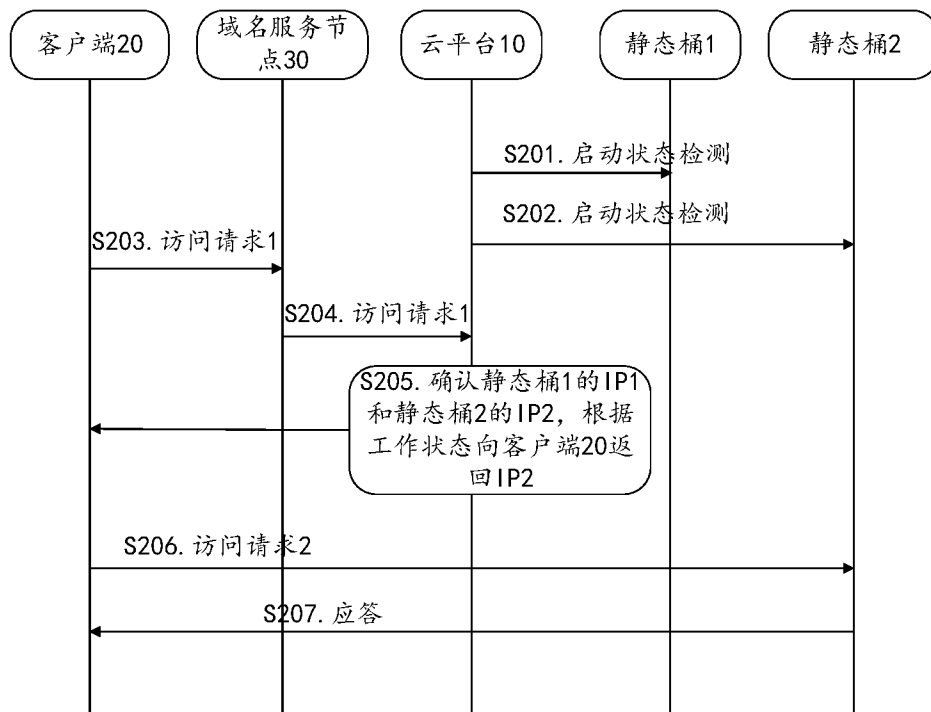 客户端20
域名服务节
点30
云平台10
静态桶1
静态桶2
S201.启动状态检测
S202.启动状态检测
S203.访问请求1
S204.访问请求1
S205.确认静态桶1的IP1
和静态桶2的IP2，根据
工作状态向客户端20返
回IP2
S206.访问请求2
S207.应答